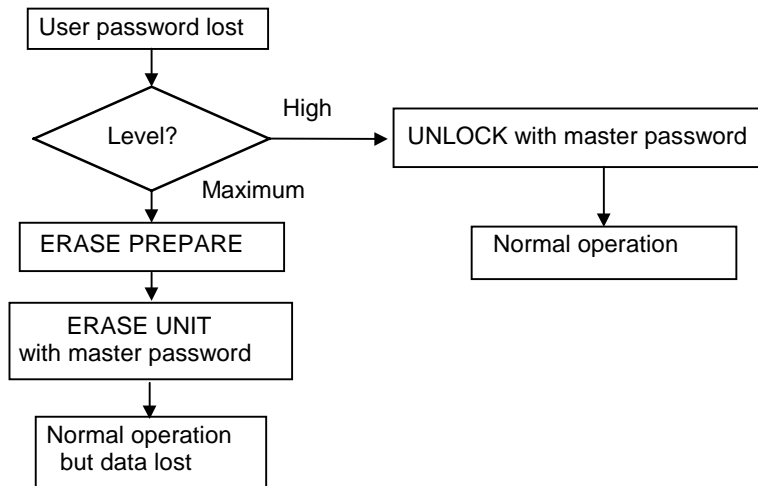 User password lost
Level?
High
UNLOCK with master password
Maximum
ERASE PREPARE
Normal operation
ERASE UNIT
with master password
Normal operation
but data lost